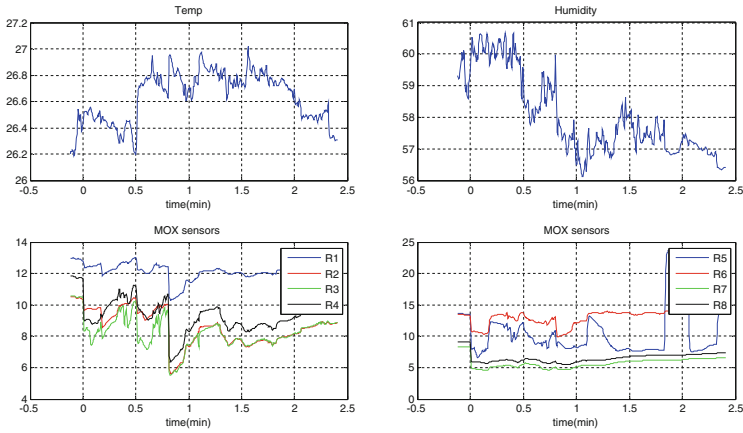 Temp
27.2
27
26.8
26.6
26.4
26.2
26
-0.5 0 0.5 1 1.5 2 2.5
time(min)
Humidity
61
60
59
58
57
56
-0.5 0 0.5 1 1.5 2 2.5
time(min)
MOX sensors
14
12
10
8
6
4
R1
R2
R3
R4
-0.5 0 0.5 1 1.5 2 2.5
time(min)
MOX sensors
25
20
15
10
5
0
R5
R6
R7
R8
-0.5 0 0.5 1 1.5 2 2.5
time(min)